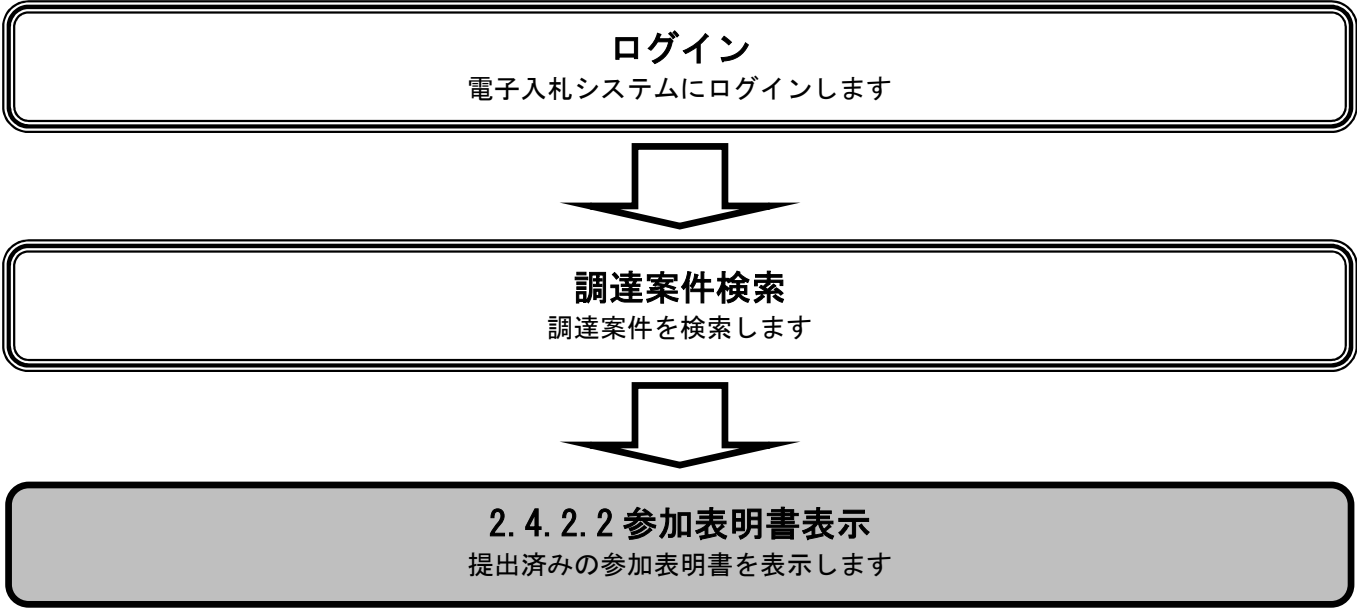 ログイン
電子入札システムにログインします
調達案件検索
調達案件を検索します
2.4.2.2参加表明書表示
提出済みの参加表明書を表示します